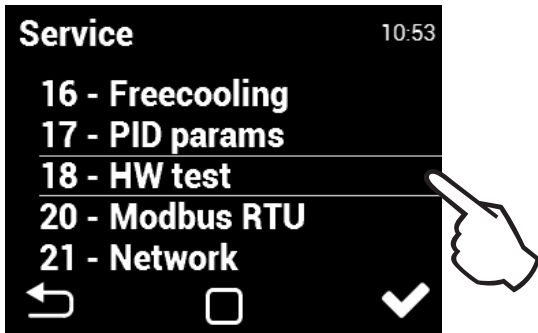 Service
10:53
16 - Freecooling
17 - PID params
18 - HW test
20 - Modbus RTU
21 - Network